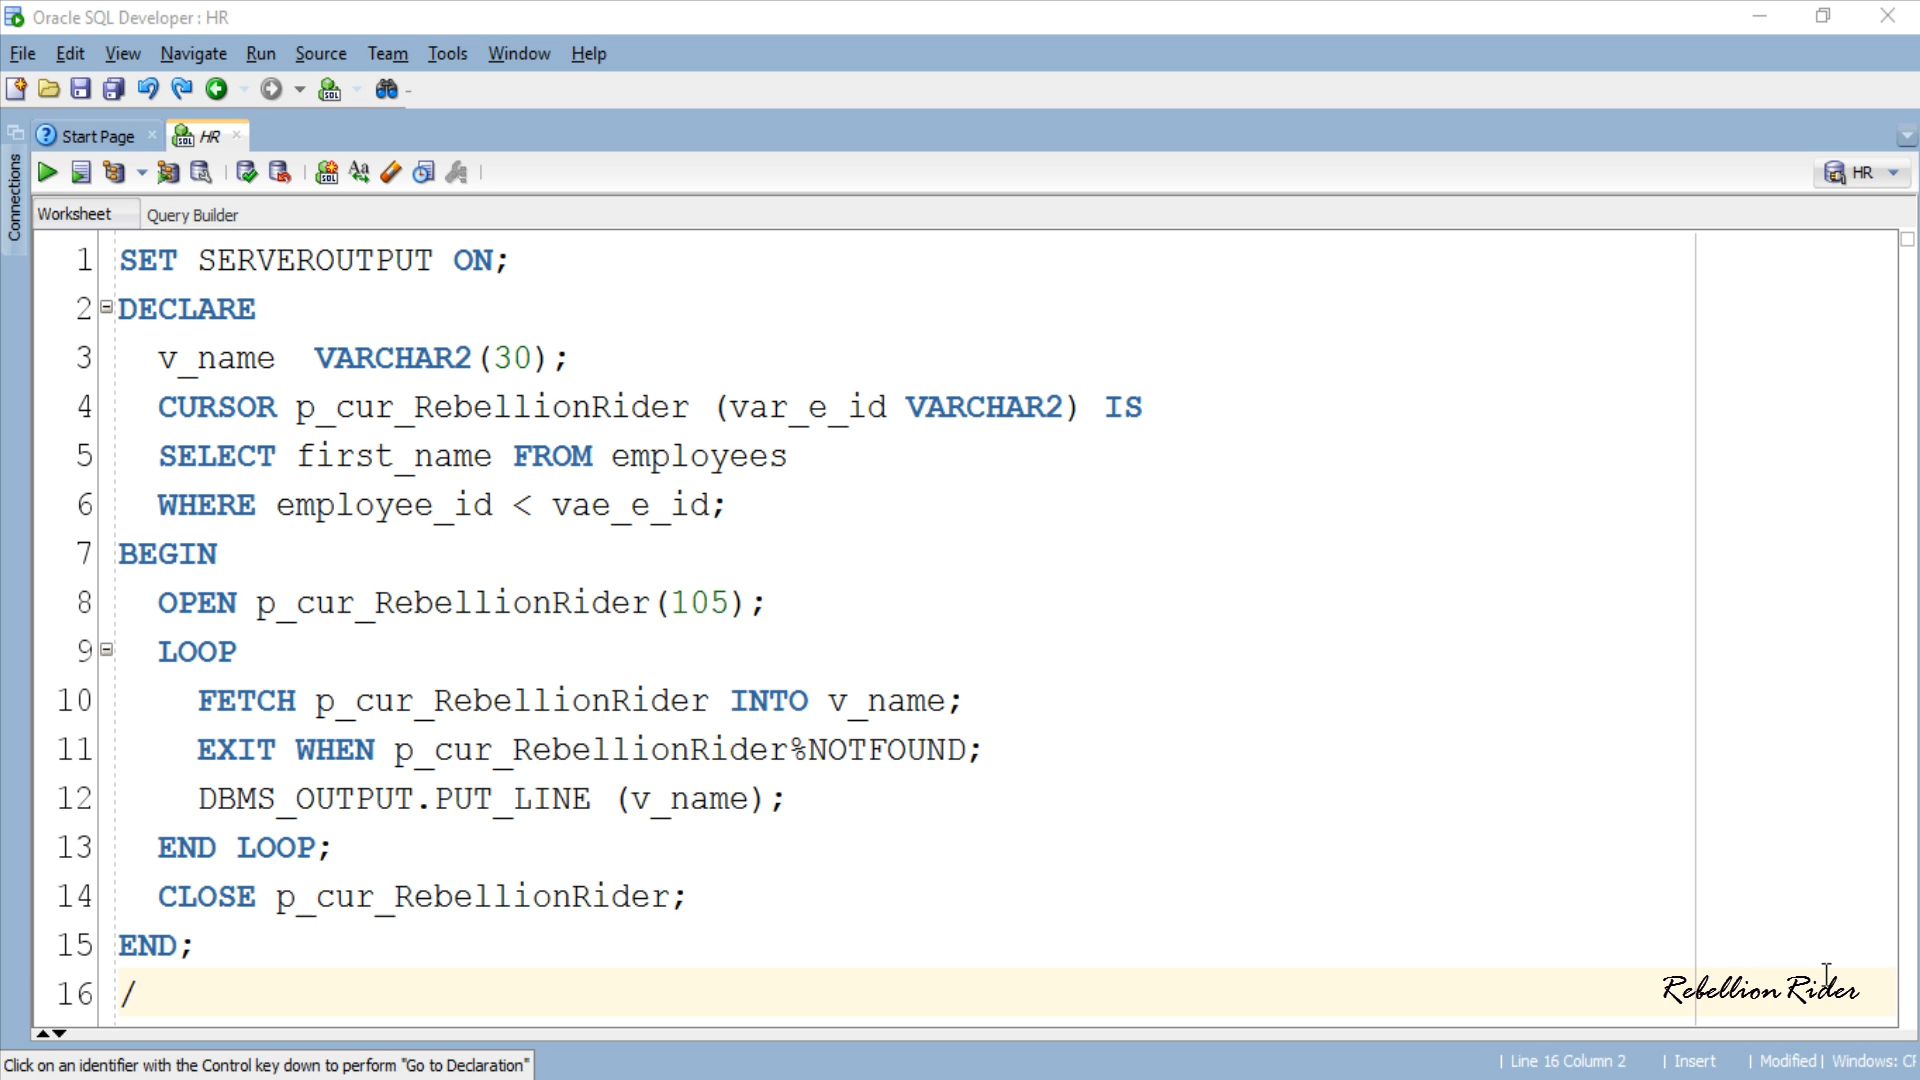 Oracle SQL Developer : HR
File Edit View Navigate Run Source Team Tools Window Help
Start Page HR
Connections
HR
Worksheet Query Builder
1 SET SERVEROUTPUT ON;
2 DECLARE
3 v_name VARCHAR2(30);
4 CURSOR p_cur_RebellionRider (var_e_id VARCHAR2) IS
5 SELECT first_name FROM employees
6 WHERE employee_id < vae_e_id;
7 BEGIN
8 OPEN p_cur_RebellionRider(105);
9 LOOP
10 FETCH p_cur_RebellionRider INTO v_name;
11 EXIT WHEN p_cur_RebellionRider%NOTFOUND;
12 DBMS_OUTPUT.PUT_LINE (v_name);
13 END LOOP;
14 CLOSE p_cur_RebellionRider;
15 END;
16 /
Rebellion Rider
Click on an identifier with the Control key down to perform "Go to Declaration"
| Line 16 Column 2 | Insert | Modified | Windows: